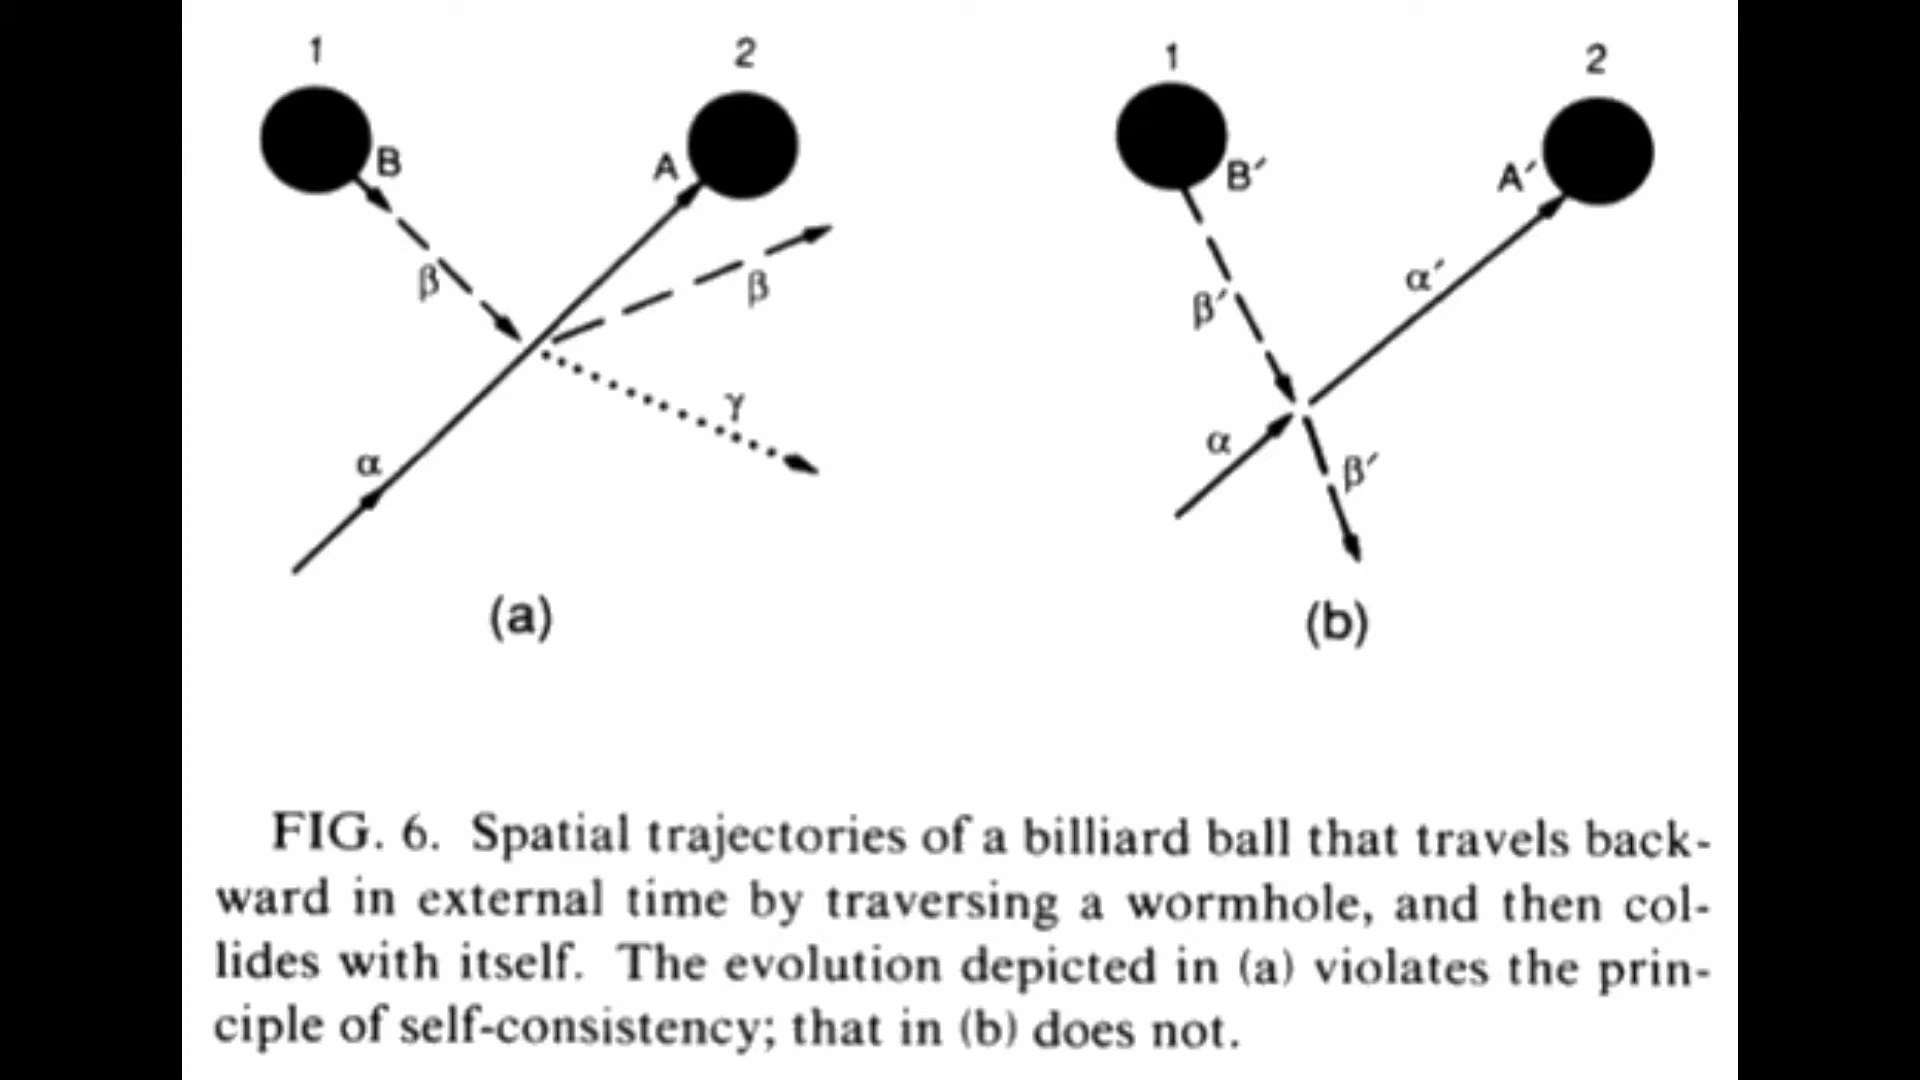 1 2 1 2
B A B′ A′
β β β′ α′
γ
α α β′
(a) (b)
FIG. 6. Spatial trajectories of a billiard ball that travels back-
ward in external time by traversing a wormhole, and then col-
lides with itself. The evolution depicted in (a) violates the prin-
ciple of self-consistency; that in (b) does not.